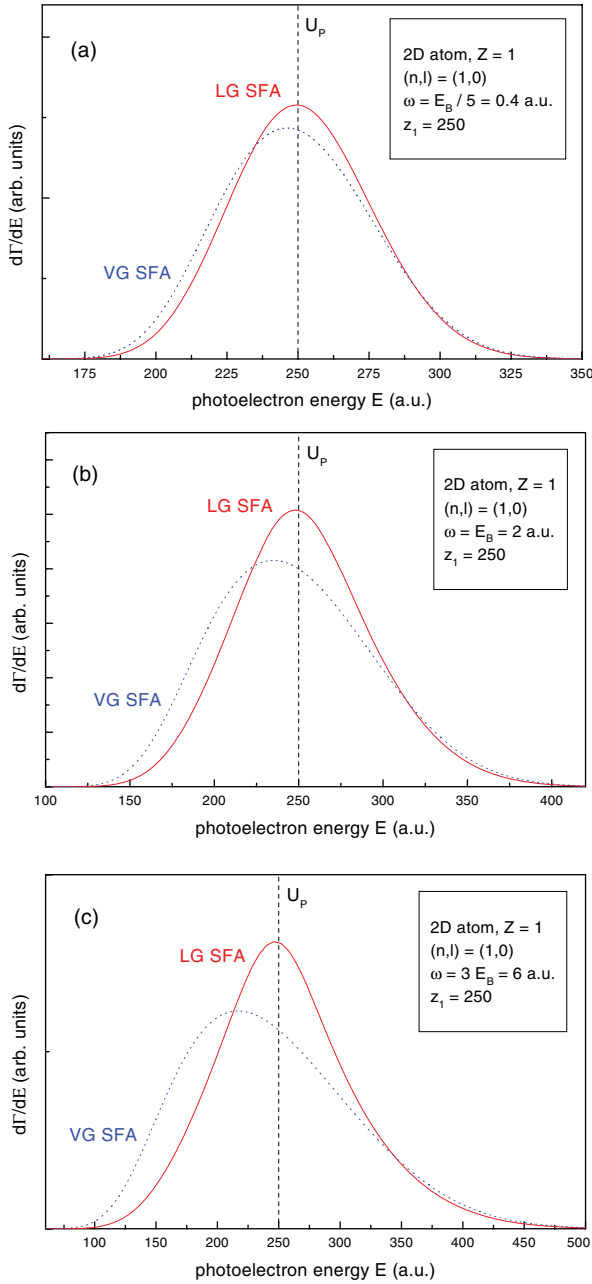 (a)
U_P
LG SFA
VG SFA
2D atom, Z = 1
(n,l) = (1,0)
ω = E_B / 5 = 0.4 a.u.
z_1 = 250
dΓ/dE (arb. units)
175 200 225 250 275 300 325 350
photoelectron energy E (a.u.)
(b)
U_P
LG SFA
VG SFA
2D atom, Z = 1
(n,l) = (1,0)
ω = E_B = 2 a.u.
z_1 = 250
dΓ/dE (arb. units)
100 150 200 250 300 350 400
photoelectron energy E (a.u.)
(c)
U_P
LG SFA
VG SFA
2D atom, Z = 1
(n,l) = (1,0)
ω = 3 E_B = 6 a.u.
z_1 = 250
dΓ/dE (arb. units)
100 150 200 250 300 350 400 450 500
photoelectron energy E (a.u.)